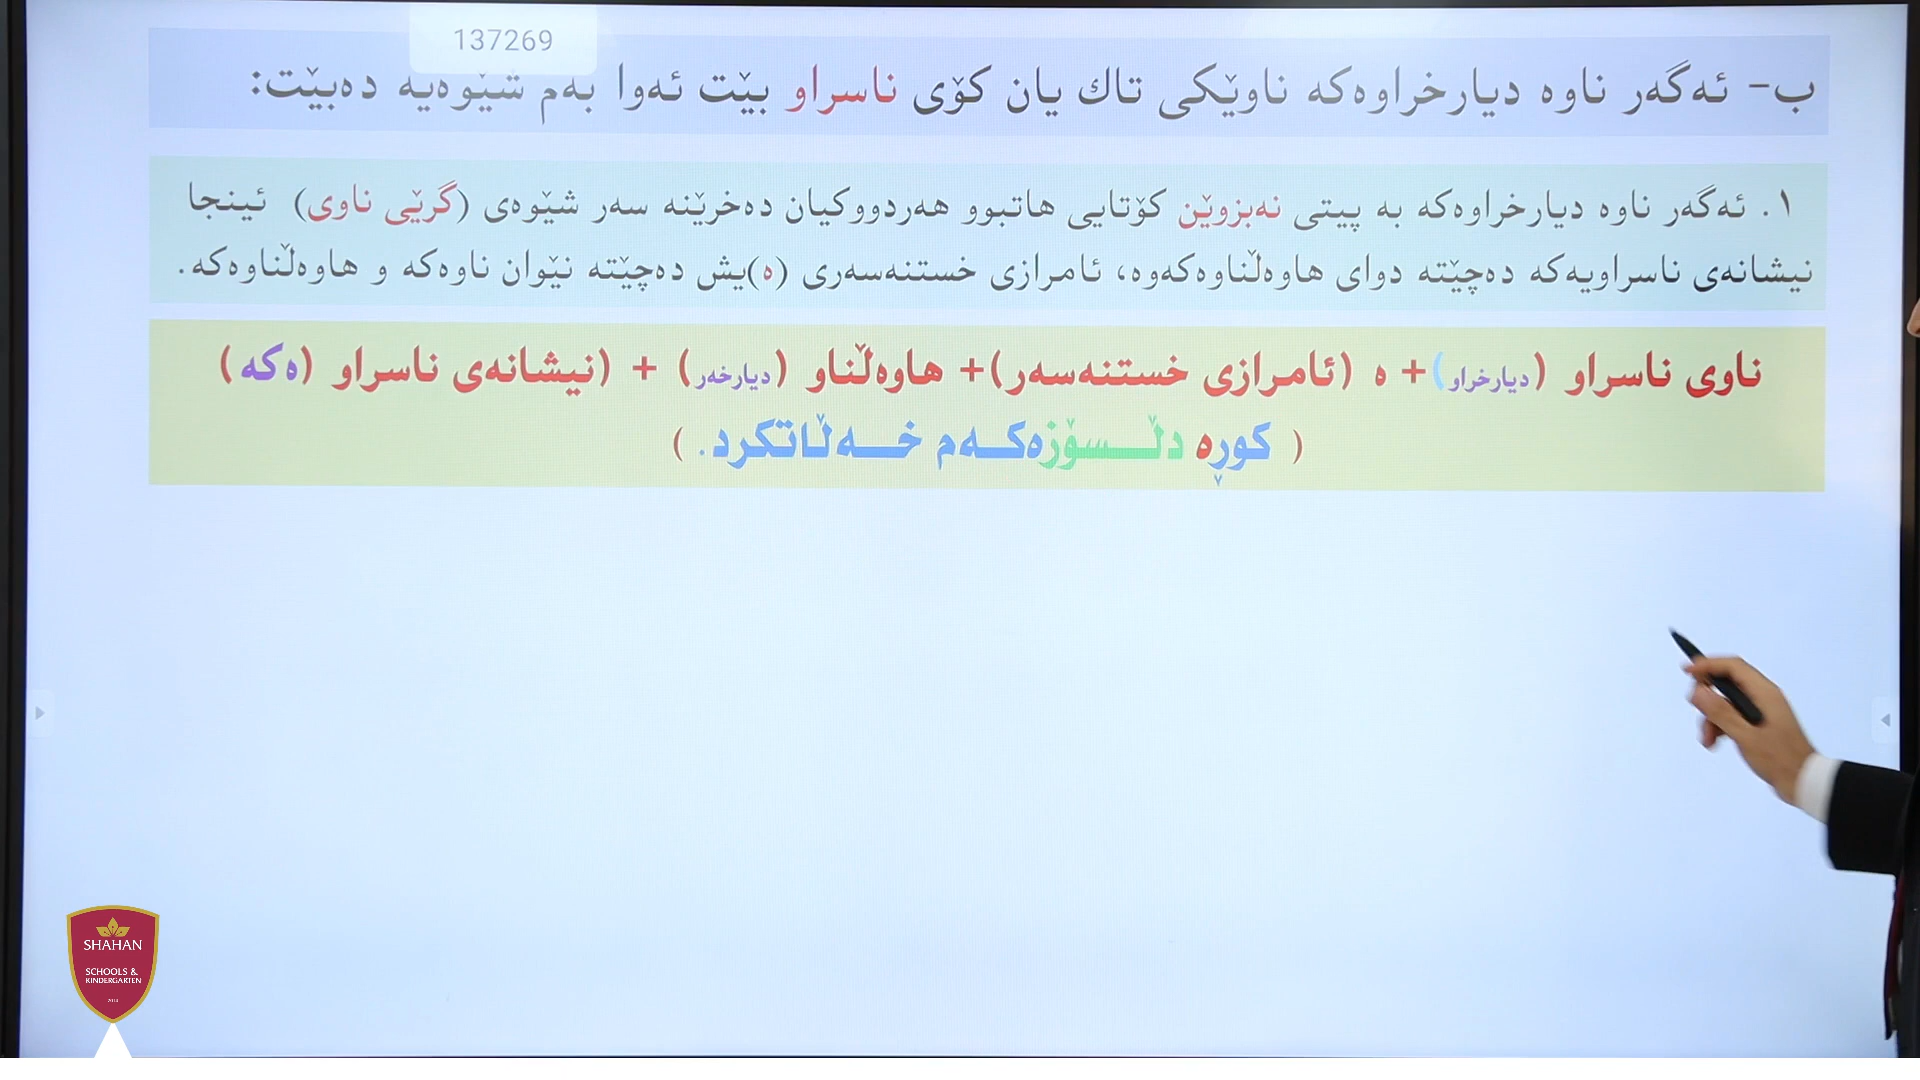 137269
ب- ئەگەر ناوە دیارخراوەکە ناوێکی تاك یان کۆی ناسراو بێت ئەوا بەم شێوەیە دەبێت:
١. ئەگەر ناوە دیارخراوەکە بە پیتی نەبزوێن کۆتایی هاتبوو هەردووکیان دەخرێنە سەر شێوەی (گرێی ناوی) ئینجا
نیشانەی ناسراویەکە دەچێتە دوای هاوەڵناوەکەوە، ئامرازی خستنەسەری (ە)یش دەچێتە نێوان ناوەکە و هاوەڵناوەکە.
ناوی ناسراو (دیارخراو)+ ە (ئامرازی خستنەسەر)+ هاوەڵناو (دیارخەر) + (نیشانەی ناسراو (ەکە)
( کوڕە دڵسۆزەکەم خەڵاتکرد. )
SHAHAN
SCHOOLS &
KINDERGARTEN